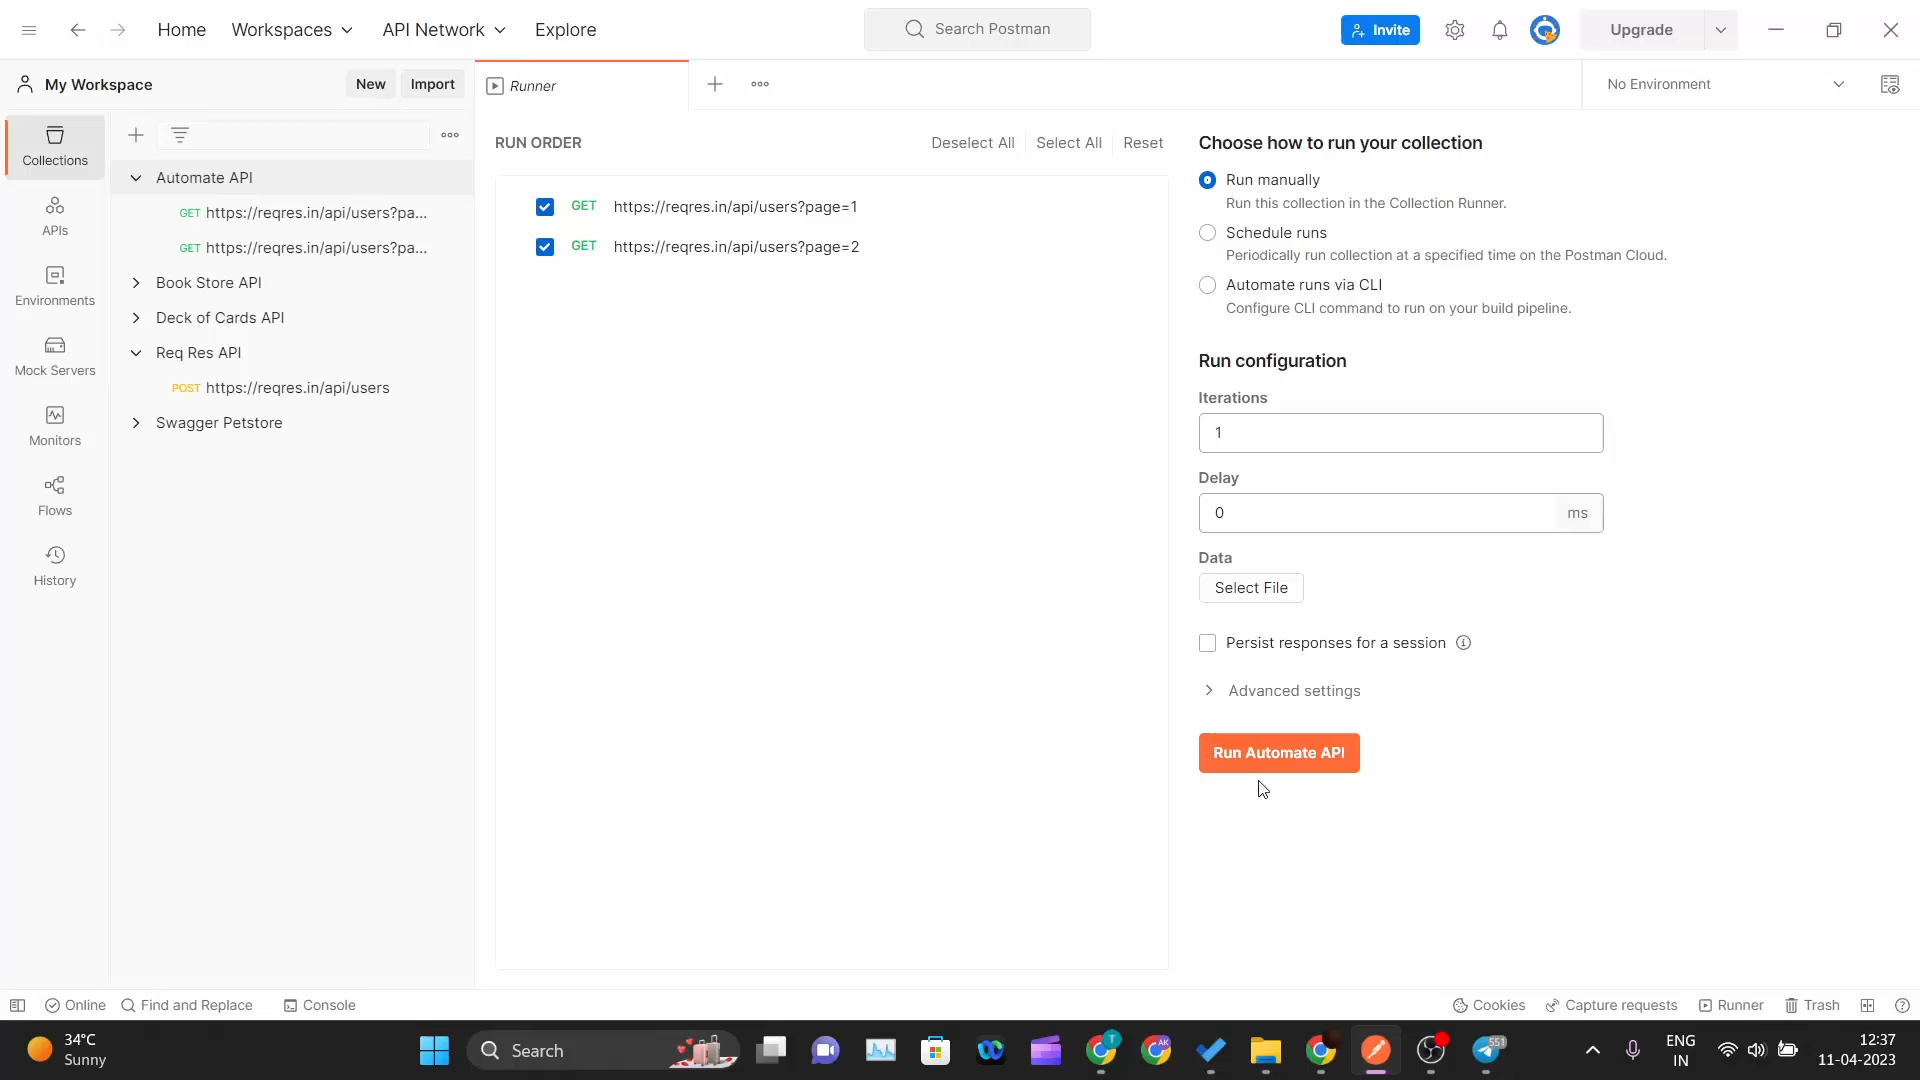 Home
Workspaces
API Network
Explore
Search Postman
Invite
Upgrade
My Workspace
New
Import
Runner
No Environment
Collections
APIs
Environments
Mock Servers
Monitors
Flows
History
Automate API
GET https://reqres.in/api/users?pa...
GET https://reqres.in/api/users?pa...
Book Store API
Deck of Cards API
Req Res API
POST https://reqres.in/api/users
Swagger Petstore
RUN ORDER
Deselect All
Select All
Reset
GET https://reqres.in/api/users?page=1
GET https://reqres.in/api/users?page=2
Choose how to run your collection
Run manually
Run this collection in the Collection Runner.
Schedule runs
Periodically run collection at a specified time on the Postman Cloud.
Automate runs via CLI
Configure CLI command to run on your build pipeline.
Run configuration
Iterations
1
Delay
0 ms
Data
Select File
Persist responses for a session
Advanced settings
Run Automate API
Online
Find and Replace
Console
Cookies
Capture requests
Runner
Trash
34°C
Sunny
Search
T
AK
551
ENG
IN
12:37
11-04-2023